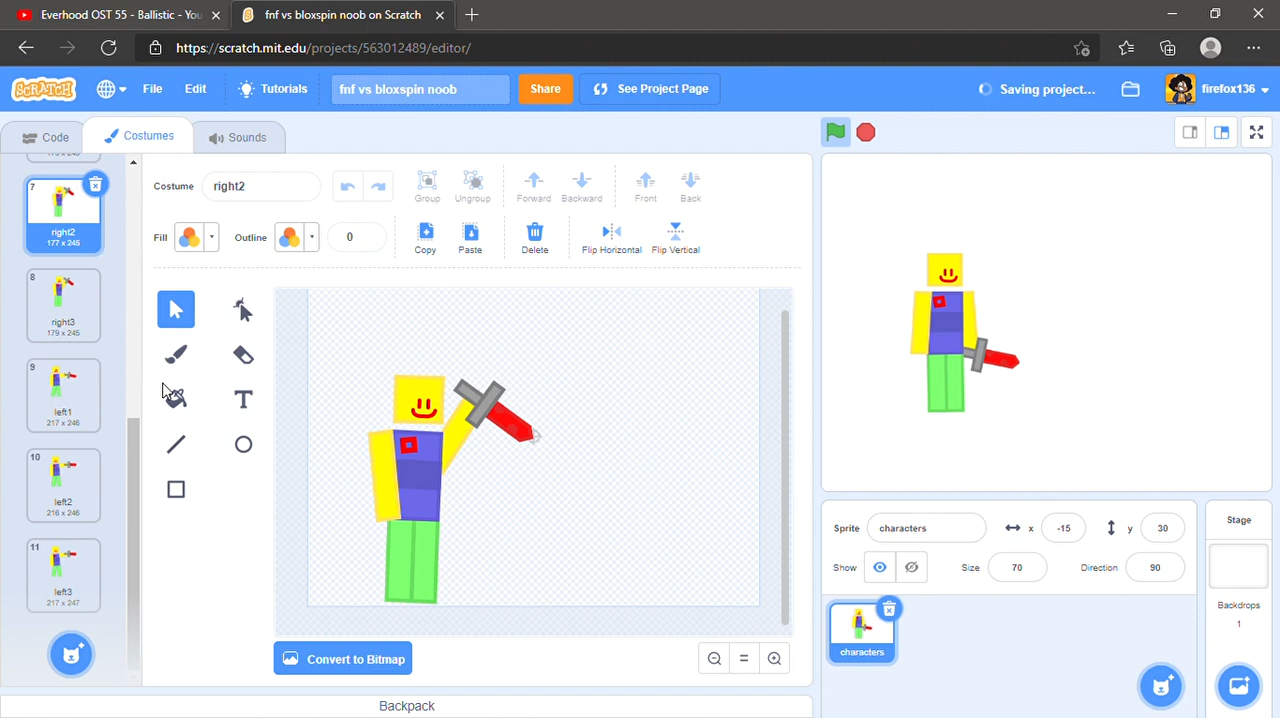 Everhood OST 55 - Ballistic - You
fnf vs bloxspin noob on Scratch
https://scratch.mit.edu/projects/563012489/editor/
SCRATCH
File
Edit
Tutorials
fnf vs bloxspin noob
Share
See Project Page
Saving project...
firefox136
Code
Costumes
Sounds
7
right2
177 x 245
8
right3
179 x 245
9
left1
217 x 246
10
left2
216 x 246
11
left3
217 x 247
Costume
right2
Group
Ungroup
Forward
Backward
Front
Back
Fill
Outline
0
Copy
Paste
Delete
Flip Horizontal
Flip Vertical
T
Convert to Bitmap
Backpack
Sprite
characters
x
-15
y
30
Show
Size
70
Direction
90
characters
Stage
Backdrops
1